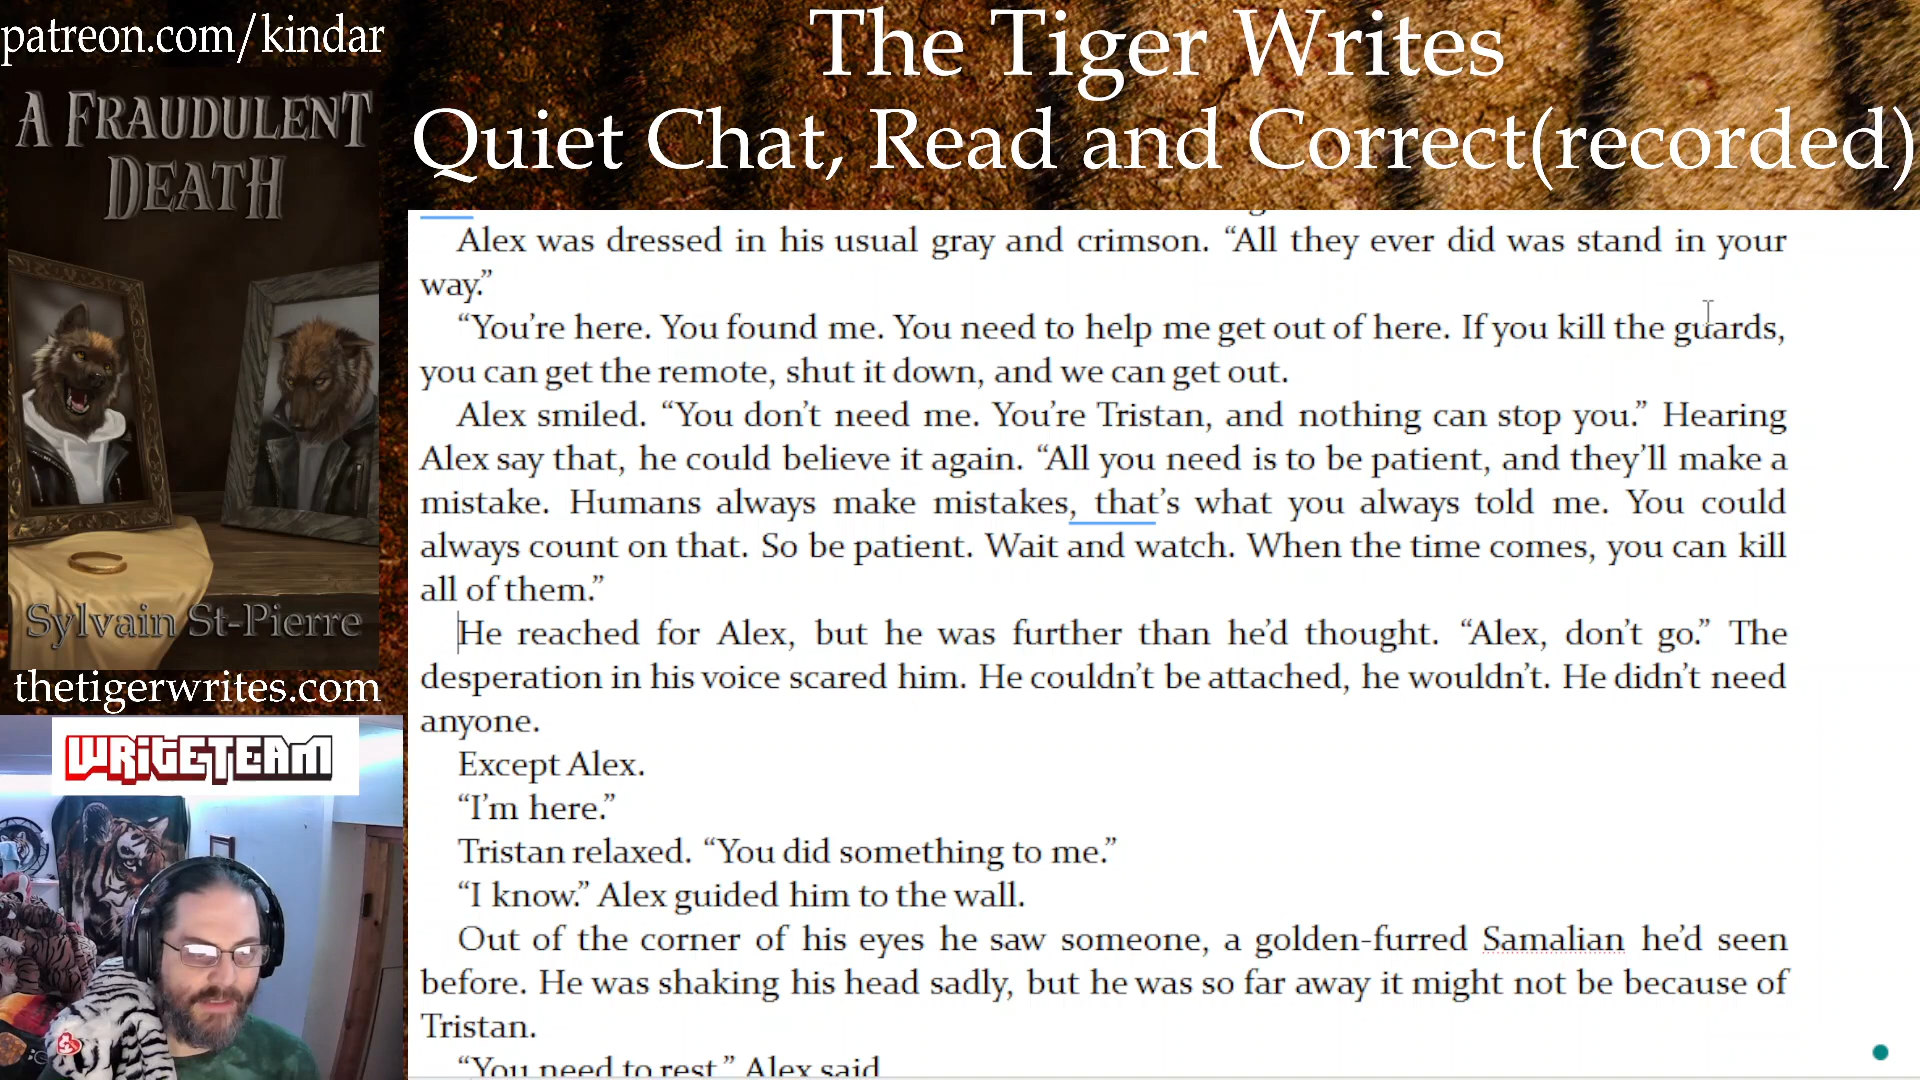 patreon.com/kindar
A FRAUDULENT
DEATH
Sylvain St-Pierre
thetigerwrites.com
WRITETEAM
The Tiger Writes
Quiet Chat, Read and Correct(recorded)
Alex was dressed in his usual gray and crimson. “All they ever did was stand in your
way.”
“You’re here. You found me. You need to help me get out of here. If you kill the guards,
you can get the remote, shut it down, and we can get out.
Alex smiled. “You don’t need me. You’re Tristan, and nothing can stop you.” Hearing
Alex say that, he could believe it again. “All you need is to be patient, and they’ll make a
mistake. Humans always make mistakes, that’s what you always told me. You could
always count on that. So be patient. Wait and watch. When the time comes, you can kill
all of them.”
He reached for Alex, but he was further than he’d thought. “Alex, don’t go.” The
desperation in his voice scared him. He couldn’t be attached, he wouldn’t. He didn’t need
anyone.
Except Alex.
“I’m here.”
Tristan relaxed. “You did something to me.”
“I know.” Alex guided him to the wall.
Out of the corner of his eyes he saw someone, a golden-furred Samalian he’d seen
before. He was shaking his head sadly, but he was so far away it might not be because of
Tristan.
“You need to rest.” Alex said